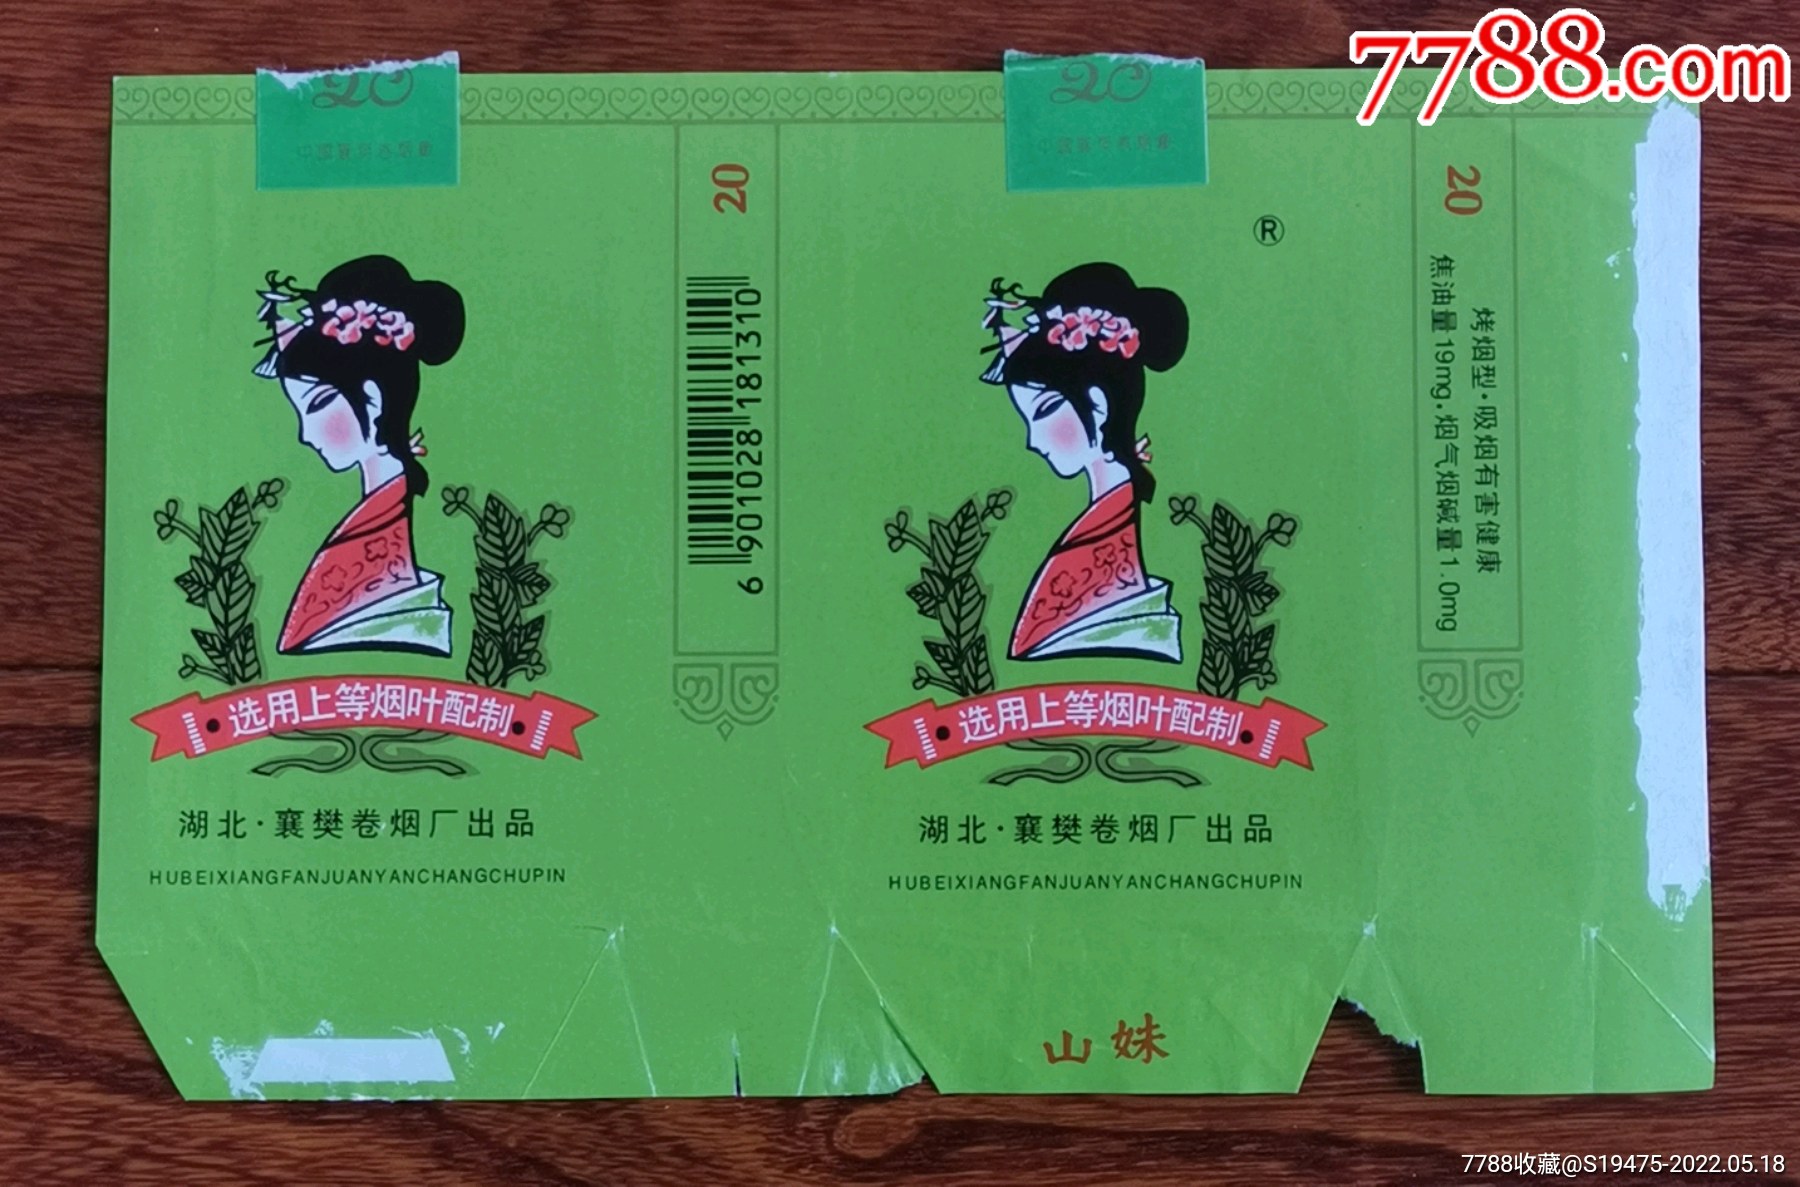 7788.com
20
20
20
20
®
6 901028 181310
烤烟型·吸烟有害健康
焦油量19mg·烟气烟碱量1.0mg
选用上等烟叶配制
选用上等烟叶配制
湖北·襄樊卷烟厂出品
湖北·襄樊卷烟厂出品
HUBEIXIANGFANJUANYANCHANGCHUPIN
HUBEIXIANGFANJUANYANCHANGCHUPIN
山妹
7788收藏@S19475-2022.05.18